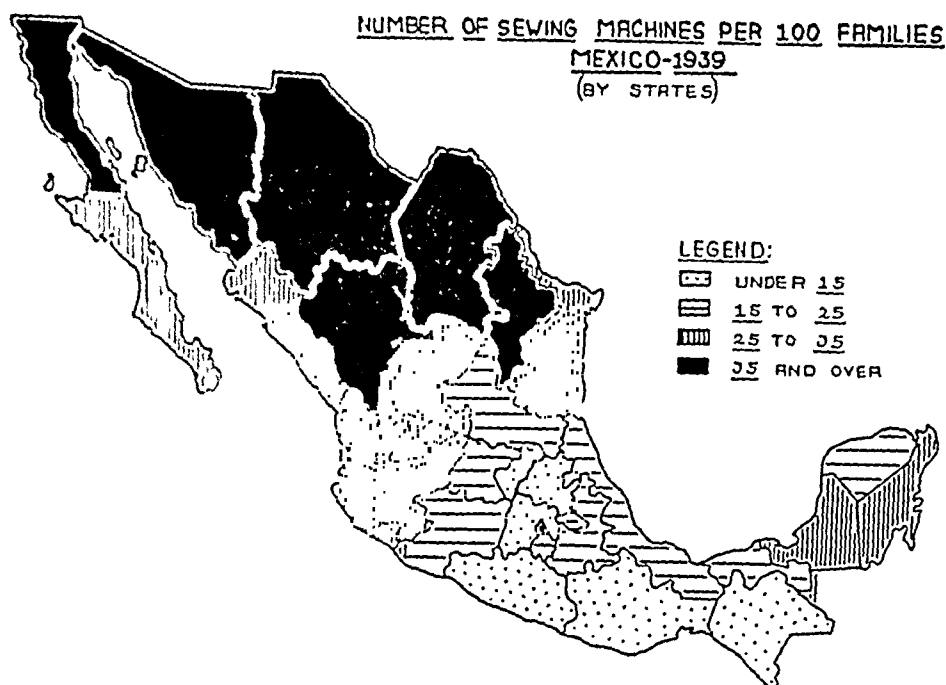 NUMBER OF SEWING MACHINES PER 100 FAMILIES
MEXICO-1939
(BY STATES)
LEGEND:
UNDER 15
15 TO 25
25 TO 35
35 AND OVER